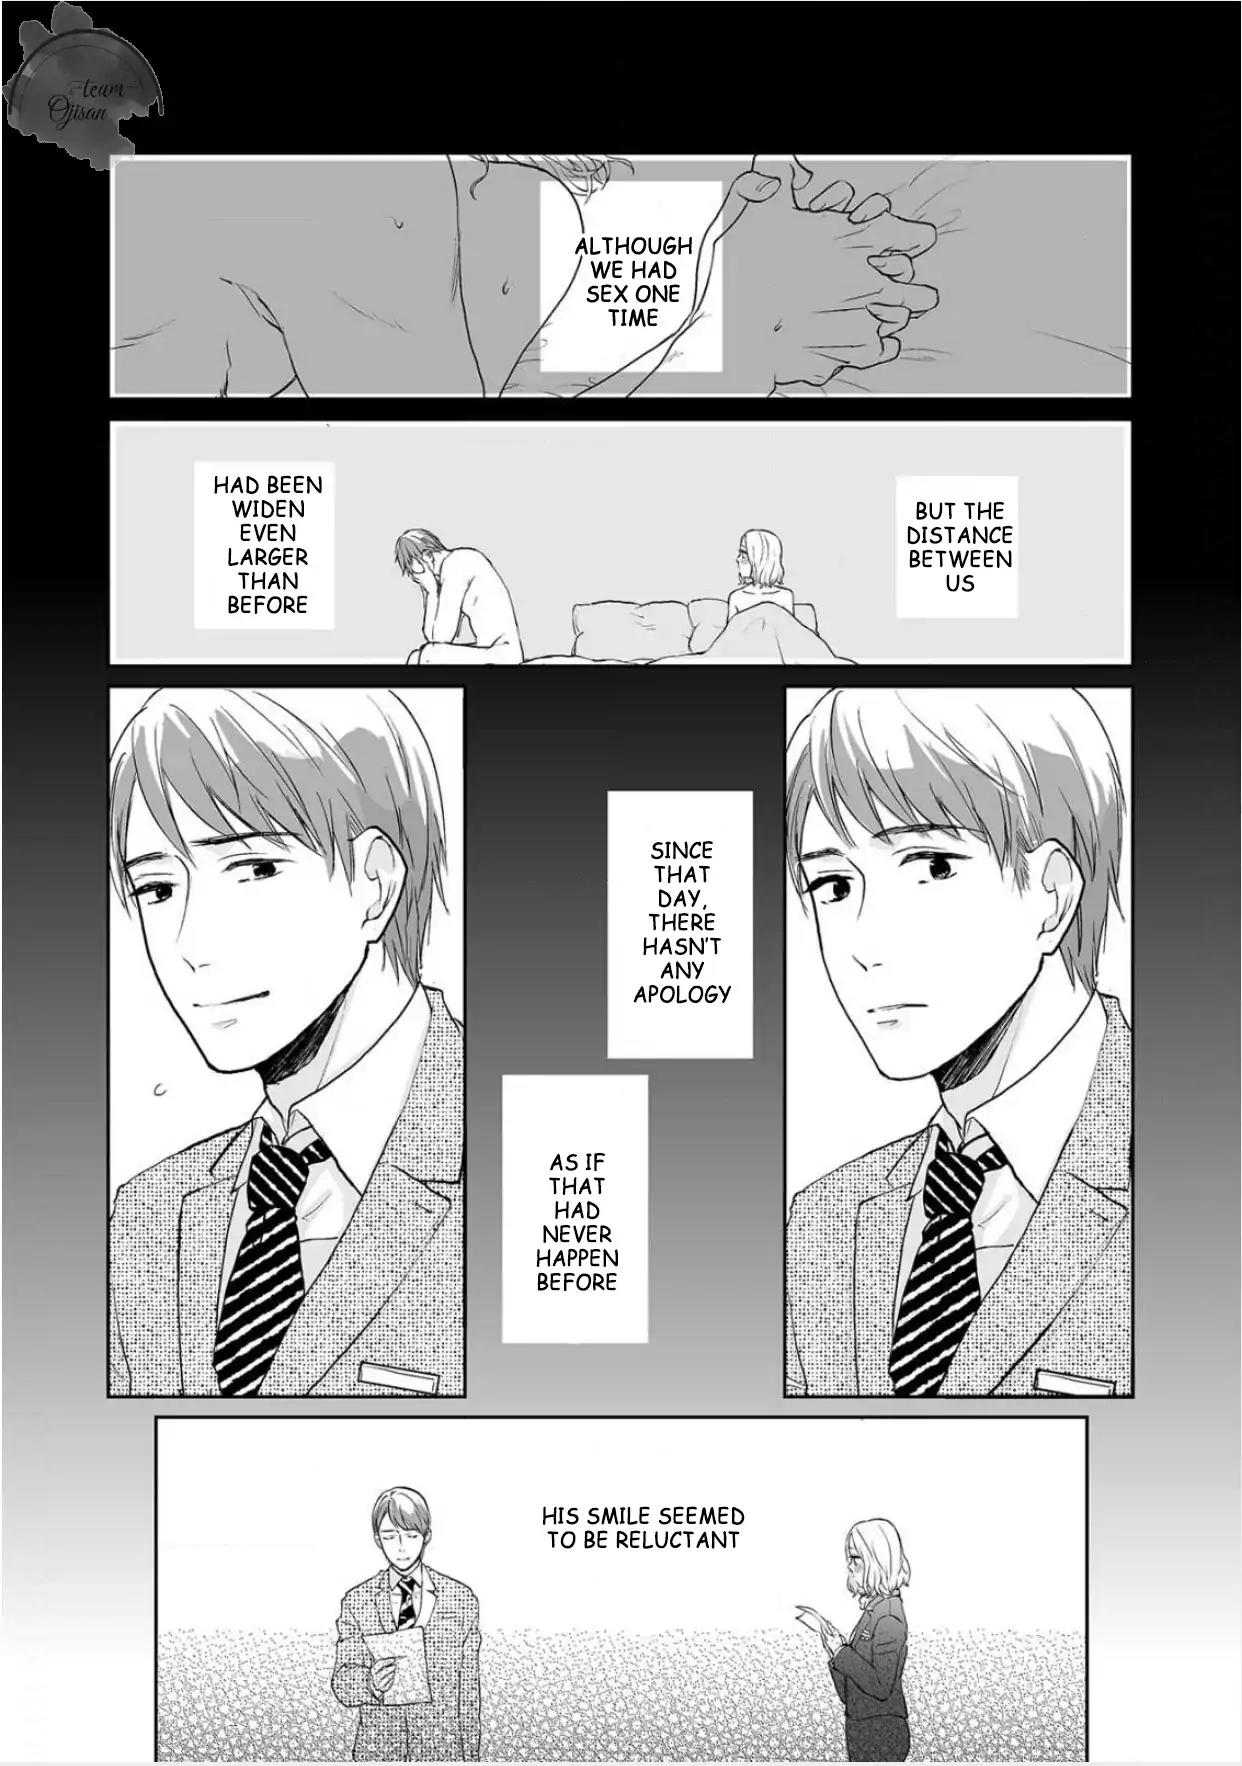 team
Ojisan
ALTHOUGH
WE HAD
SEX ONE
TIME
BUT THE
DISTANCE
BETWEEN
US
HAD BEEN
WIDEN
EVEN
LARGER
THAN
BEFORE
SINCE
THAT
DAY,
THERE
HASN'T
ANY
APOLOGY
AS IF
THAT
HAD
NEVER
HAPPEN
BEFORE
HIS SMILE SEEMED
TO BE RELUCTANT